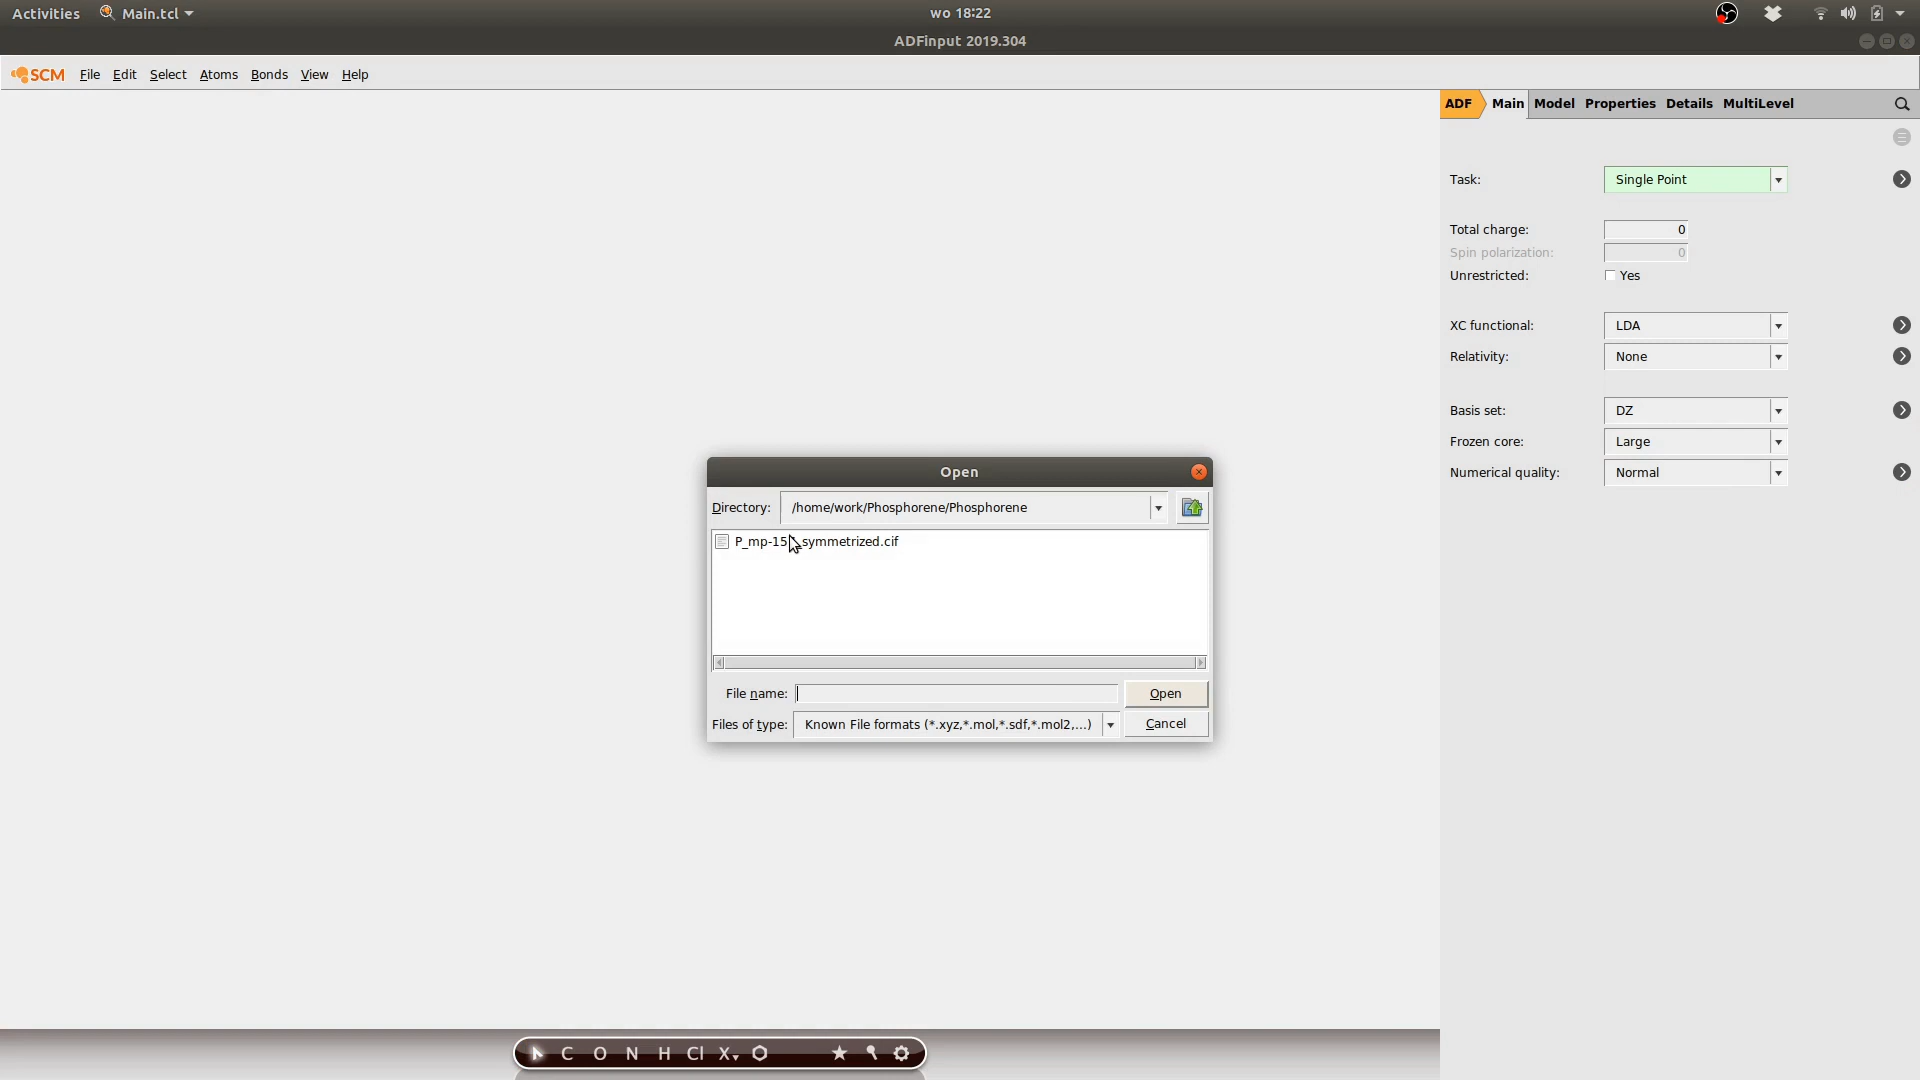 Activities Main.tcl wo 18:22
ADFinput 2019.304
SCM File Edit Select Atoms Bonds View Help
ADF Main Model Properties Details MultiLevel
Task: Single Point
Total charge: 0
Spin polarization: 0
Unrestricted: Yes
XC functional: LDA
Relativity: None
Basis set: DZ
Frozen core: Large
Numerical quality: Normal
Open
Directory: /home/work/Phosphorene/Phosphorene
File name: Open
Files of type: Known File formats (*.xyz,*.mol,*.sdf,*.mol2,...) Cancel
C O N H Cl X